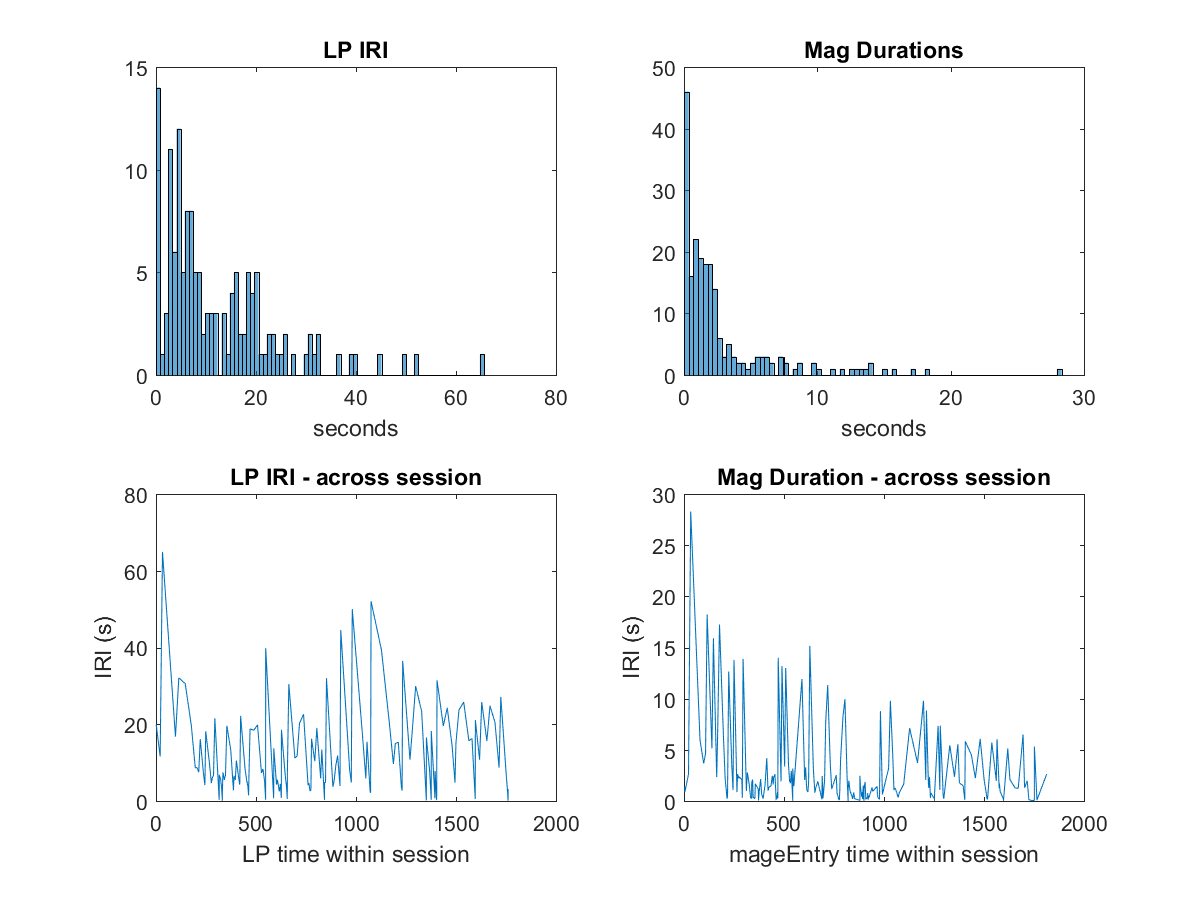 LP IRI
15
10
5
0
0 20 40 60 80
seconds
Mag Durations
50
40
30
20
10
0
0 10 20 30
seconds
LP IRI - across session
80
60
40
20
0
IRI (s)
0 500 1000 1500 2000
LP time within session
Mag Duration - across session
30
25
20
15
10
5
0
IRI (s)
0 500 1000 1500 2000
mageEntry time within session